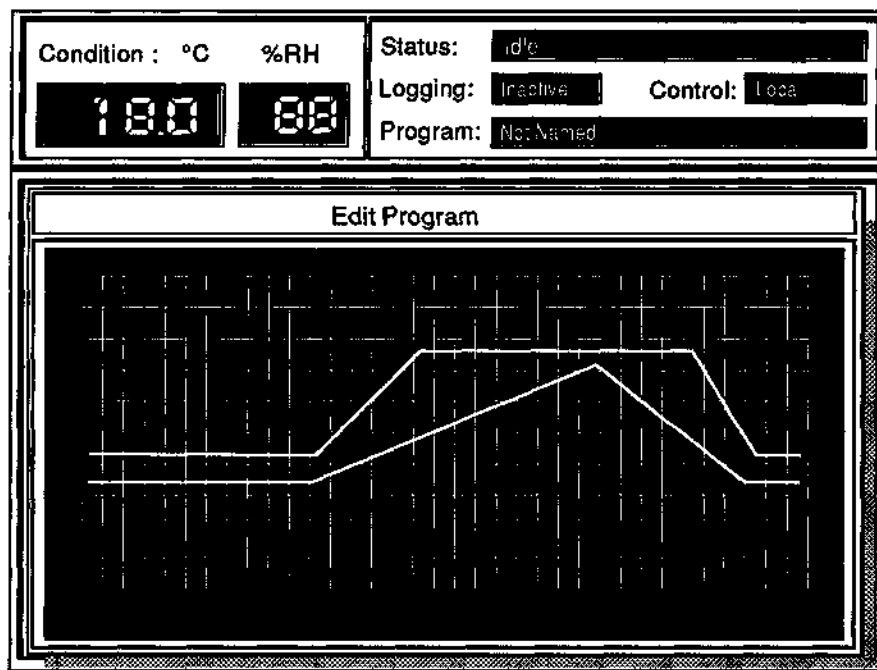 Condition : °C %RH
18.0 88
Status: Idle
Logging: Inactive Control: Local
Program: Not Named
Edit Program